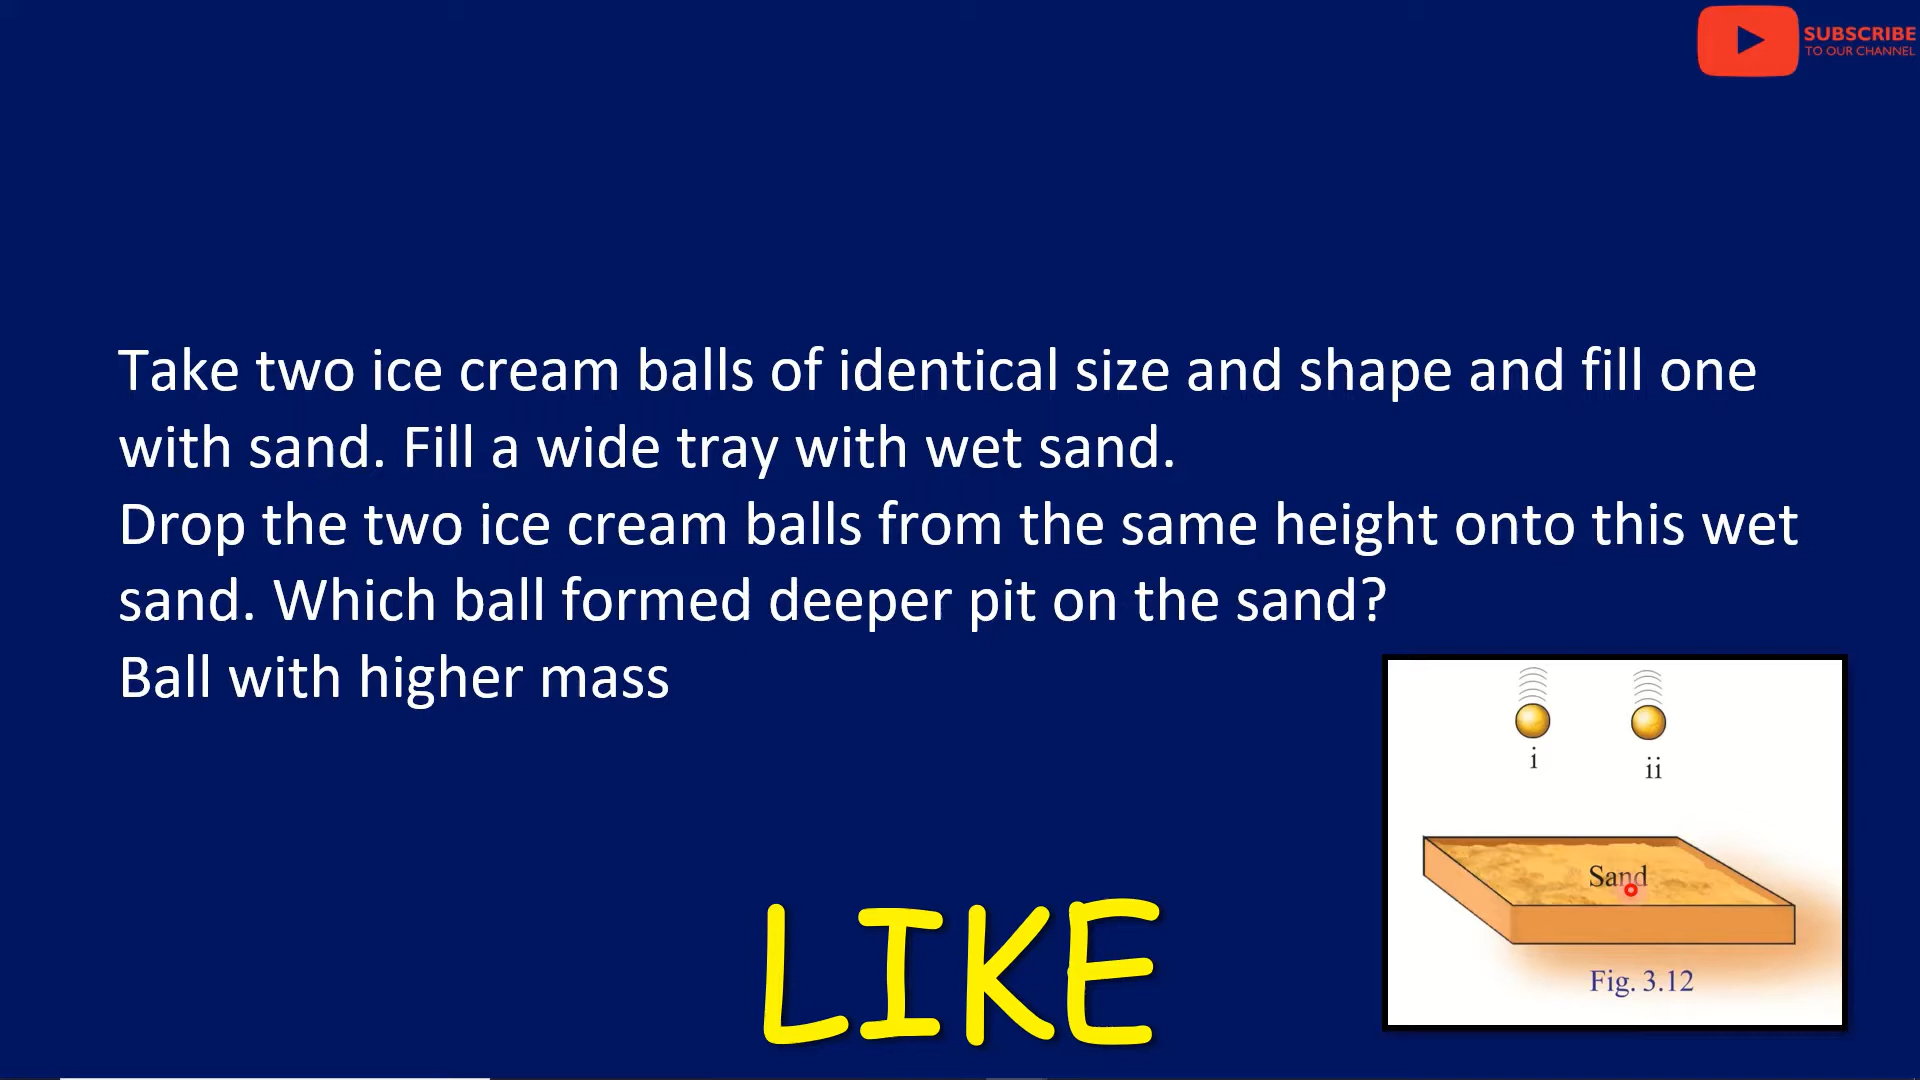 SUBSCRIBE
TO OUR CHANNEL
Take two ice cream balls of identical size and shape and fill one
with sand. Fill a wide tray with wet sand.
Drop the two ice cream balls from the same height onto this wet
sand. Which ball formed deeper pit on the sand?
Ball with higher mass
i
ii
Sand
Fig. 3.12
LIKE